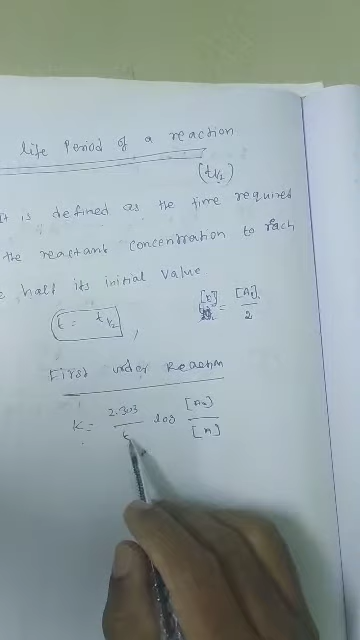 life Period of a reaction
(t1/2)
It is defined as the time required
the reactant concentration to reach
half its initial value
t = t1/2 , [A] = [A0] / 2
First order Reaction
K = 2.303 / t log [A0] / [A]